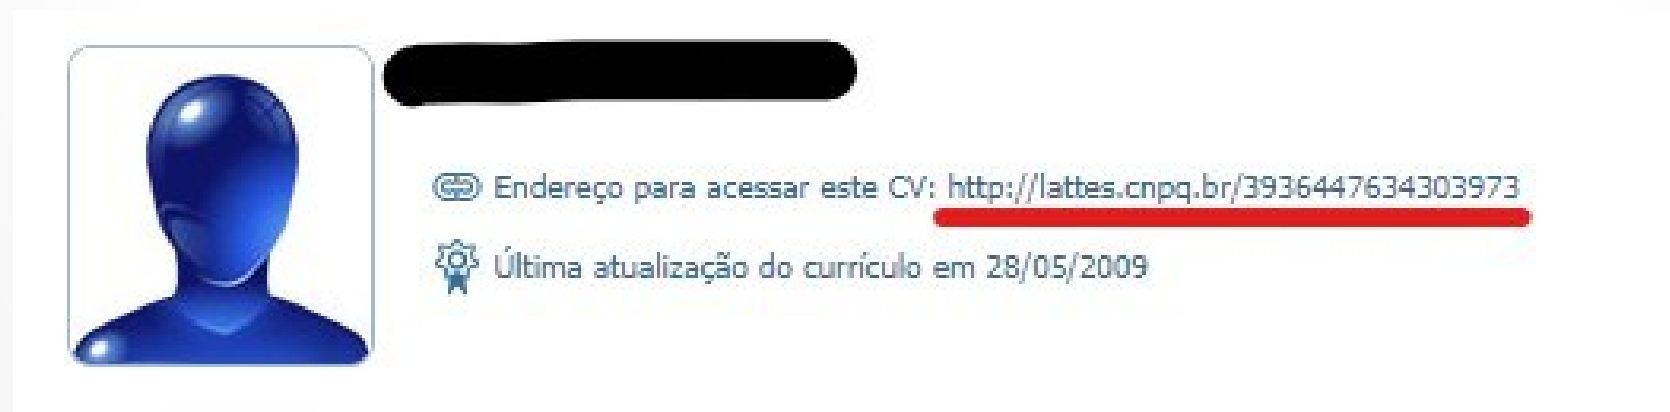 Endereço para acessar este CV: http://lattes.cnpq.br/3936447634303973
Última atualização do currículo em 28/05/2009